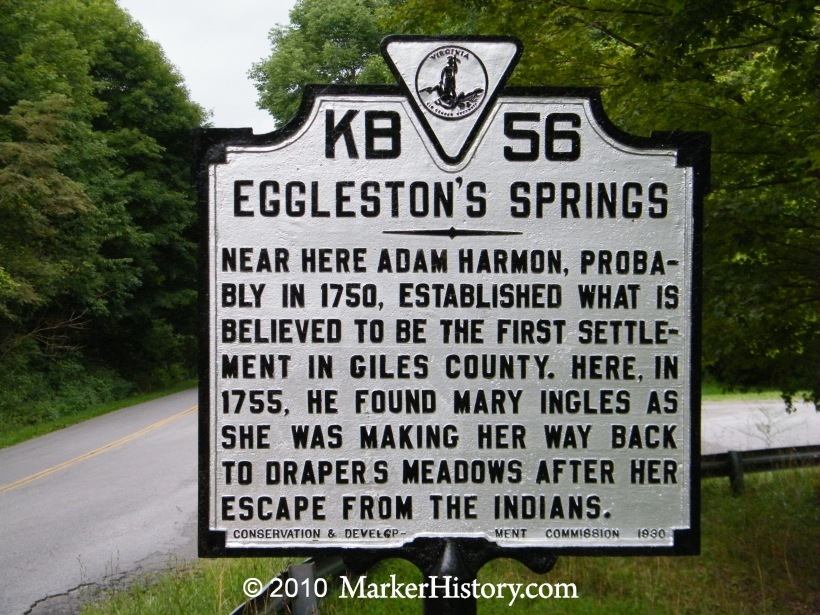 VIRGINIA
KB 56
EGGLESTON'S SPRINGS
NEAR HERE ADAM HARMON, PROBA-
BLY IN 1750, ESTABLISHED WHAT IS
BELIEVED TO BE THE FIRST SETTLE-
MENT IN GILES COUNTY. HERE, IN
1755, HE FOUND MARY INGLES AS
SHE WAS MAKING HER WAY BACK
TO DRAPERS MEADOWS AFTER HER
ESCAPE FROM THE INDIANS.
CONSERVATION & DEVELOP- MENT COMMISSION 1930
© 2010 MarkerHistory.com